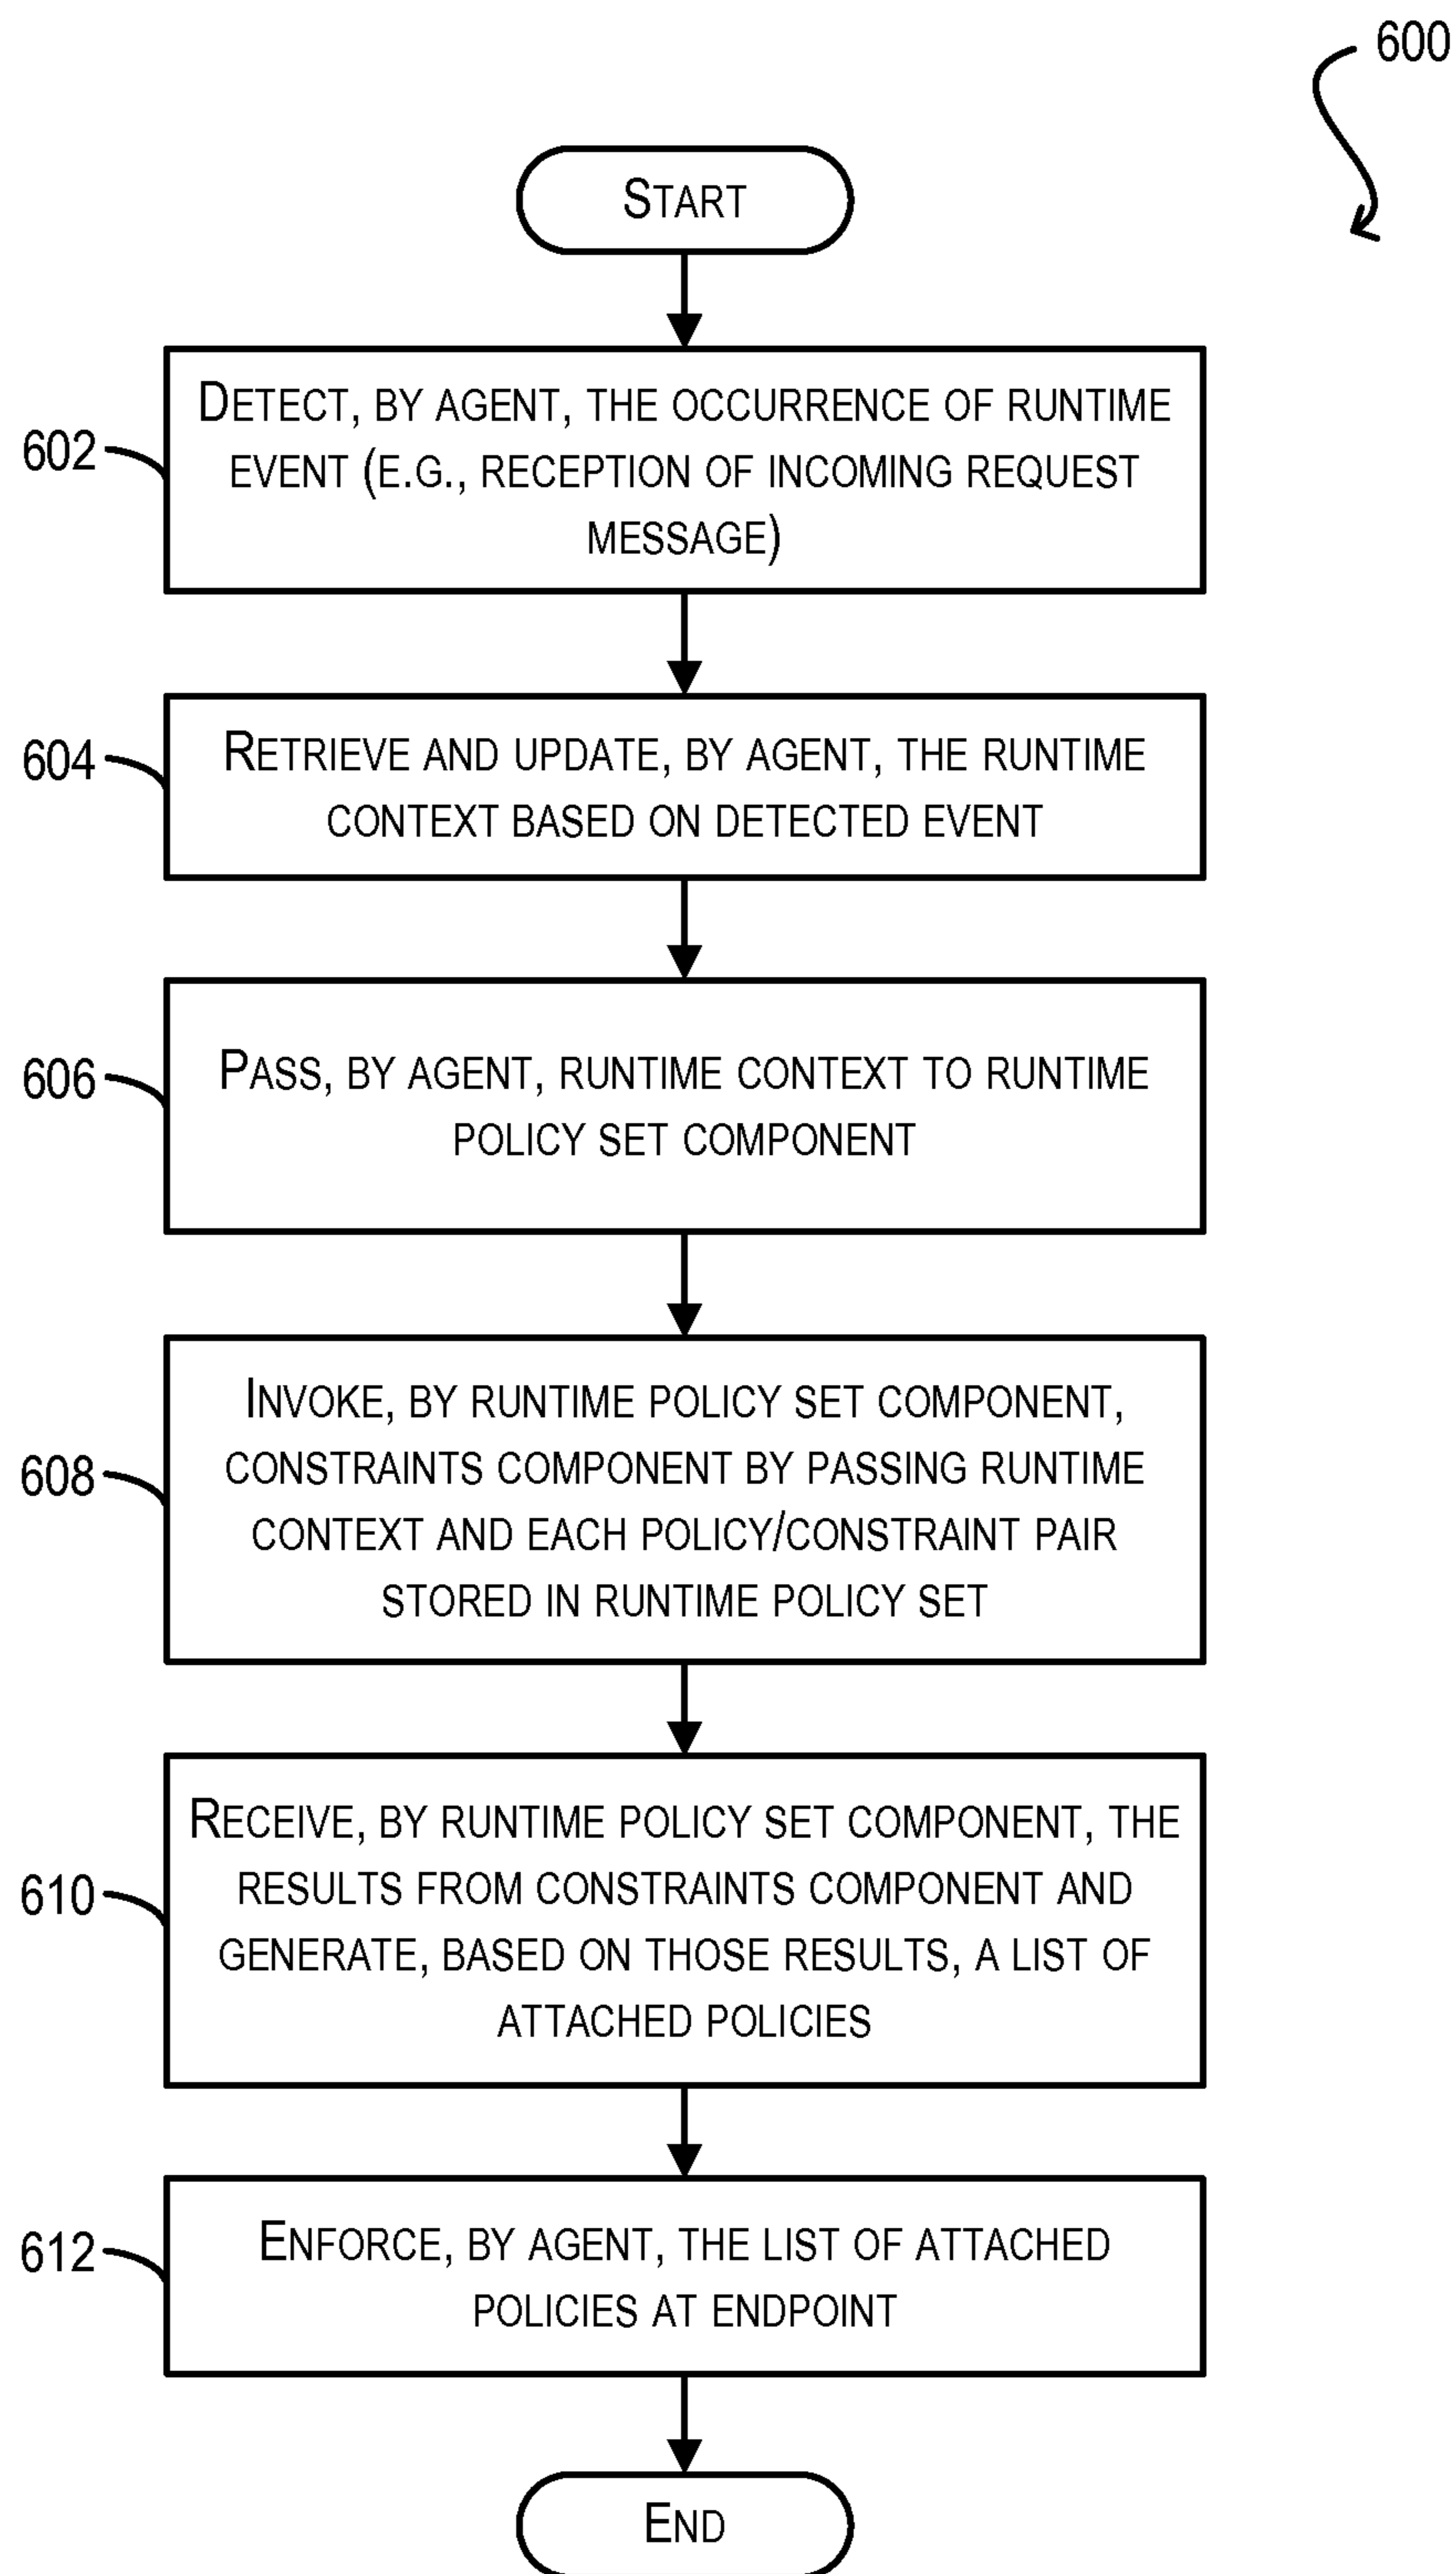 600
START
602
DETECT, BY AGENT, THE OCCURRENCE OF RUNTIME
EVENT (E.G., RECEPTION OF INCOMING REQUEST
MESSAGE)
604
RETRIEVE AND UPDATE, BY AGENT, THE RUNTIME
CONTEXT BASED ON DETECTED EVENT
606
PASS, BY AGENT, RUNTIME CONTEXT TO RUNTIME
POLICY SET COMPONENT
608
INVOKE, BY RUNTIME POLICY SET COMPONENT,
CONSTRAINTS COMPONENT BY PASSING RUNTIME
CONTEXT AND EACH POLICY/CONSTRAINT PAIR
STORED IN RUNTIME POLICY SET
610
RECEIVE, BY RUNTIME POLICY SET COMPONENT, THE
RESULTS FROM CONSTRAINTS COMPONENT AND
GENERATE, BASED ON THOSE RESULTS, A LIST OF
ATTACHED POLICIES
612
ENFORCE, BY AGENT, THE LIST OF ATTACHED
POLICIES AT ENDPOINT
END